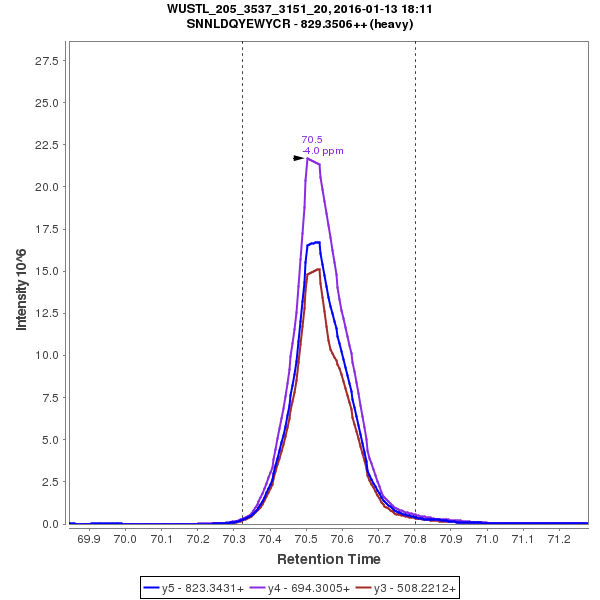 WUSTL_205_3537_3151_20, 2016-01-13 18:11
SNNLDQYEWYCR - 829.3506++ (heavy)
Intensity 10^6
27.5
25.0
22.5
20.0
17.5
15.0
12.5
10.0
7.5
5.0
2.5
0.0
70.5
-4.0 ppm
69.9 70.0 70.1 70.2 70.3 70.4 70.5 70.6 70.7 70.8 70.9 71.0 71.1 71.2
Retention Time
y5 - 823.3431+ y4 - 694.3005+ y3 - 508.2212+